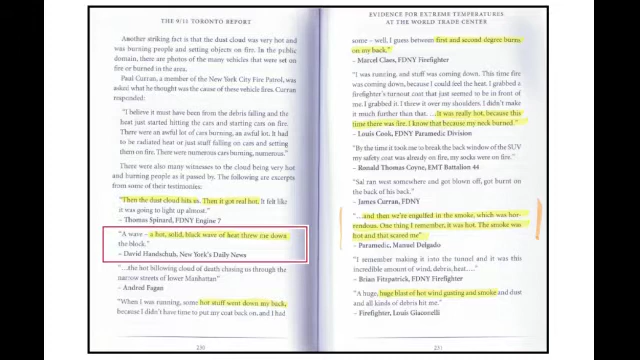 THE 9/11 TORONTO REPORT
Another striking fact is that the dust cloud was very hot and
was burning people and setting objects on fire. In the public
domain, there are photos of the many vehicles that were set on
fire or burned in the area.
Paul Curran, a member of the New York City Fire Patrol, was
asked what he thought was the cause of these vehicle fires. Curran
responded:
"I believe it must have been from the debris falling and the
heat just started hitting and starting cars on fire.
There were an awful lot of cars burning, an awful lot. It had
to be radiated heat or just stuff falling on cars and setting
them on fire. There were numerous cars burning, numerous."
There were also many witnesses to the cloud being very hot and
burning people as it passed by. The following are excerpts
from some of their testimonies:
"Then the dust cloud hits us. Then it got real hot. It felt like
it was going to light up almost."
– Thomas Spinard, FDNY Engine 7
"A wave – a hot, solid, black wave of heat threw me down
the block."
– David Handschuh, New York's Daily News
"...the hot billowing cloud of death chasing us through the
narrow streets of lower Manhattan"
– Andred Fagan
"When I was running, some hot stuff went down my back,
because I didn't have time to put my coat back on, and I had
230
EVIDENCE FOR EXTREME TEMPERATURES
AT THE WORLD TRADE CENTER
some – well, I guess between first and second degree burns
on my back."
– Marcel Claes, FDNY Firefighter
"I was running, and stuff was coming down. This time fire
was coming down, because I could feel the heat. I grabbed a
firefighter's turnout coat that just seemed to be in front of
me. I grabbed it. I threw it over my shoulders. I didn't make
it much further than that. ... It was really hot, because this
time there was fire. I know that because my neck burned."
– Louis Cook, FDNY Paramedic Division
"By the time it took me to break the back window of the SUV
my safety coat was already on fire, my socks were on fire."
– Ronald Thomas Coyne, EMT Battalion 44
Sal ran west somewhere and got blown off, got burnt on
the back of his back."
– James Curran, FDNY
"...and then we're engulfed in the smoke, which was hor-
rendous. One thing I remember, it was hot. The smoke was
hot and that scared me"
– Paramedic, Manuel Delgado
"I remember making it into the tunnel and it was this
incredible amount of wind, debris, heat...."
– Brian Fitzpatrick, FDNY Firefighter
"A huge, huge blast of hot wind gusting and smoke and dust
and all kinds of debris hit me"
– Firefighter, Louis Giaconelli
231